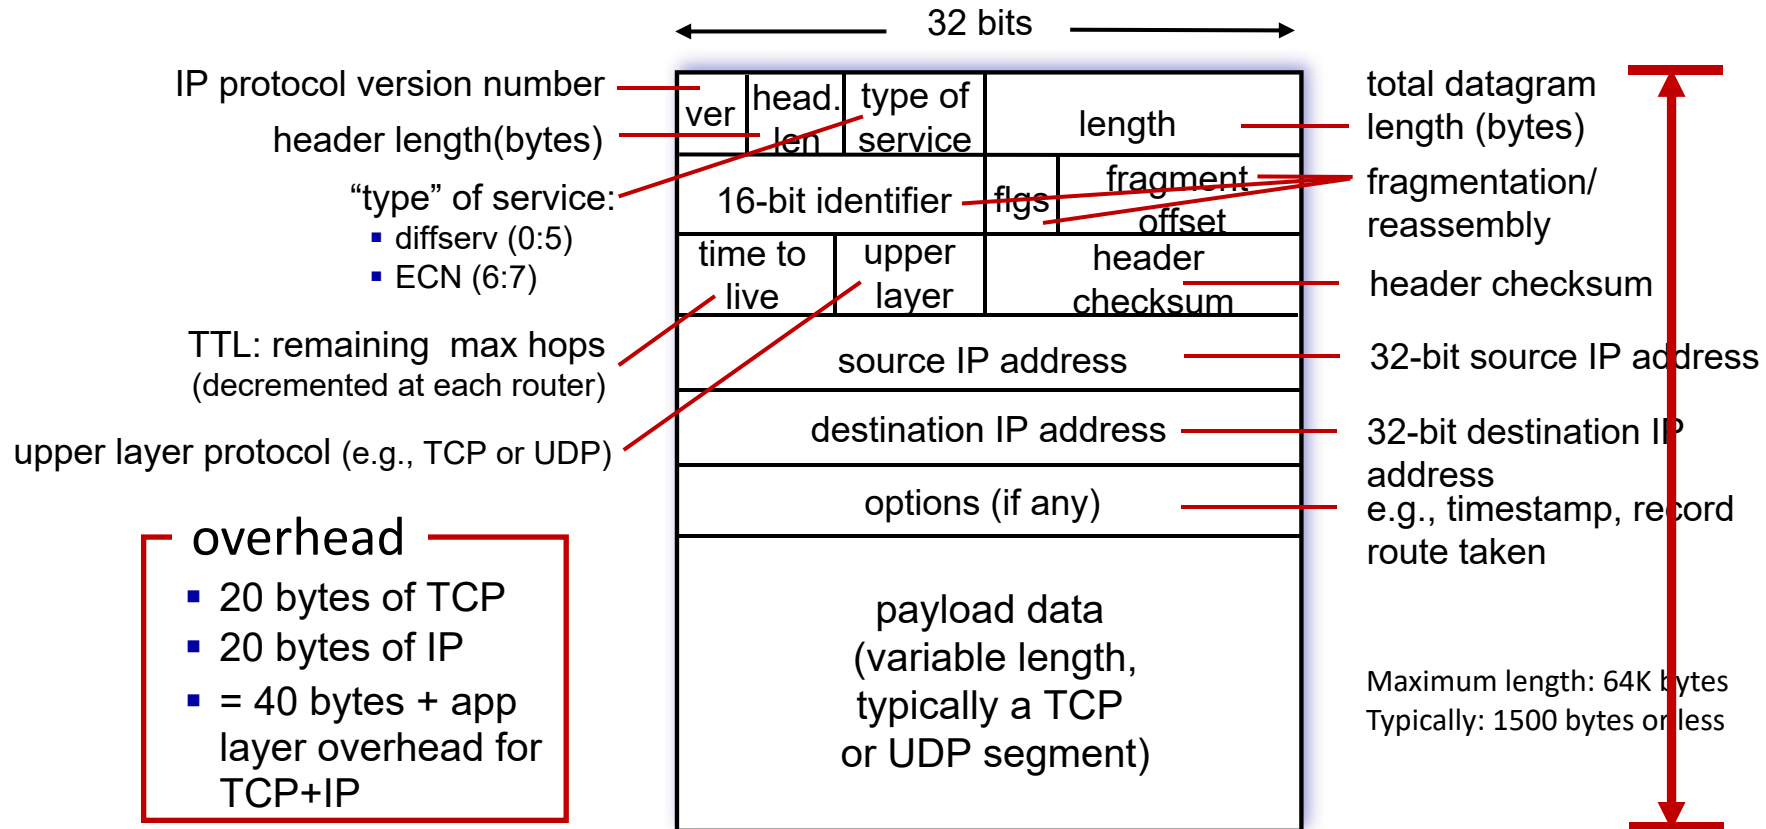 32 bits
IP protocol version number
header length(bytes)
“type” of service:
diffserv (0:5)
ECN (6:7)
TTL: remaining max hops
(decremented at each router)
upper layer protocol (e.g., TCP or UDP)
overhead
20 bytes of TCP
20 bytes of IP
= 40 bytes + app
layer overhead for
TCP+IP
ver
head.
len
type of
service
length
16-bit identifier
flgs
fragment
offset
time to
live
upper
layer
header
checksum
source IP address
destination IP address
options (if any)
payload data
(variable length,
typically a TCP
or UDP segment)
total datagram
length (bytes)
fragmentation/
reassembly
header checksum
32-bit source IP address
32-bit destination IP
address
e.g., timestamp, record
route taken
Maximum length: 64K bytes
Typically: 1500 bytes or less